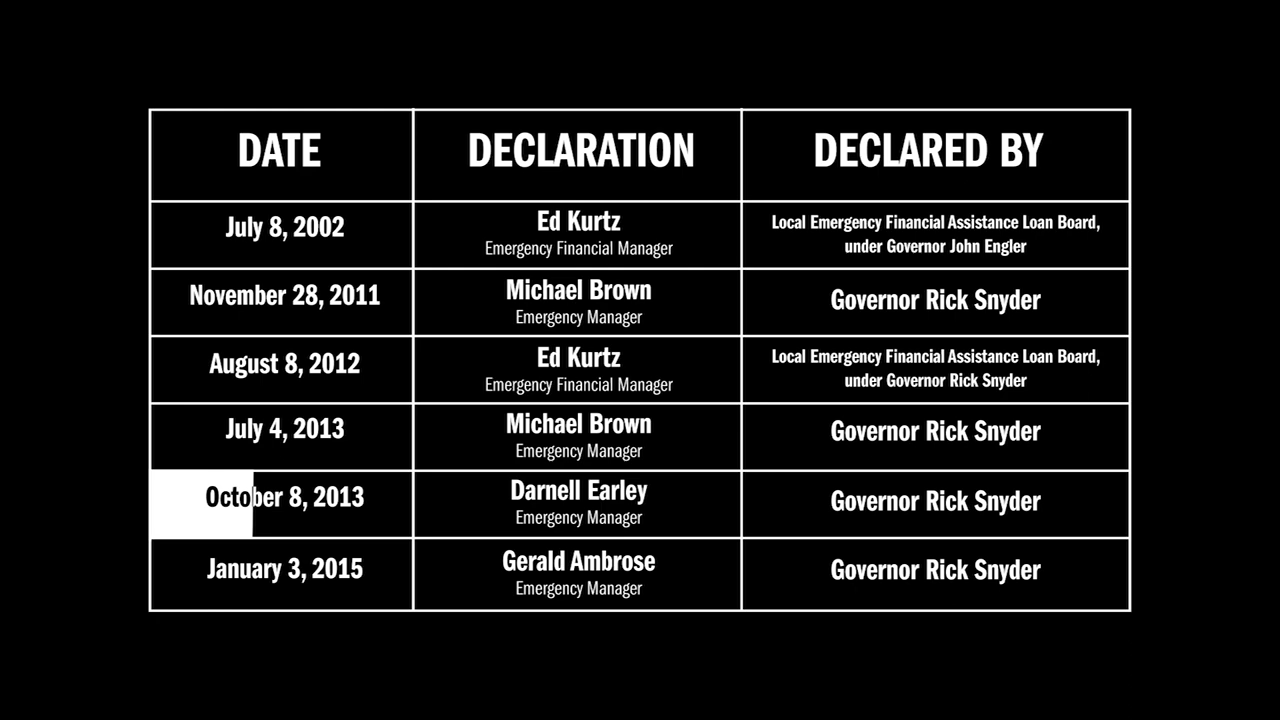 DATE DECLARATION DECLARED BY
July 8, 2002
Ed Kurtz
Emergency Financial Manager
Local Emergency Financial Assistance Loan Board,
under Governor John Engler
November 28, 2011
Michael Brown
Emergency Manager
Governor Rick Snyder
August 8, 2012
Ed Kurtz
Emergency Financial Manager
Local Emergency Financial Assistance Loan Board,
under Governor Rick Snyder
July 4, 2013
Michael Brown
Emergency Manager
Governor Rick Snyder
October 8, 2013
Darnell Earley
Emergency Manager
Governor Rick Snyder
January 3, 2015
Gerald Ambrose
Emergency Manager
Governor Rick Snyder